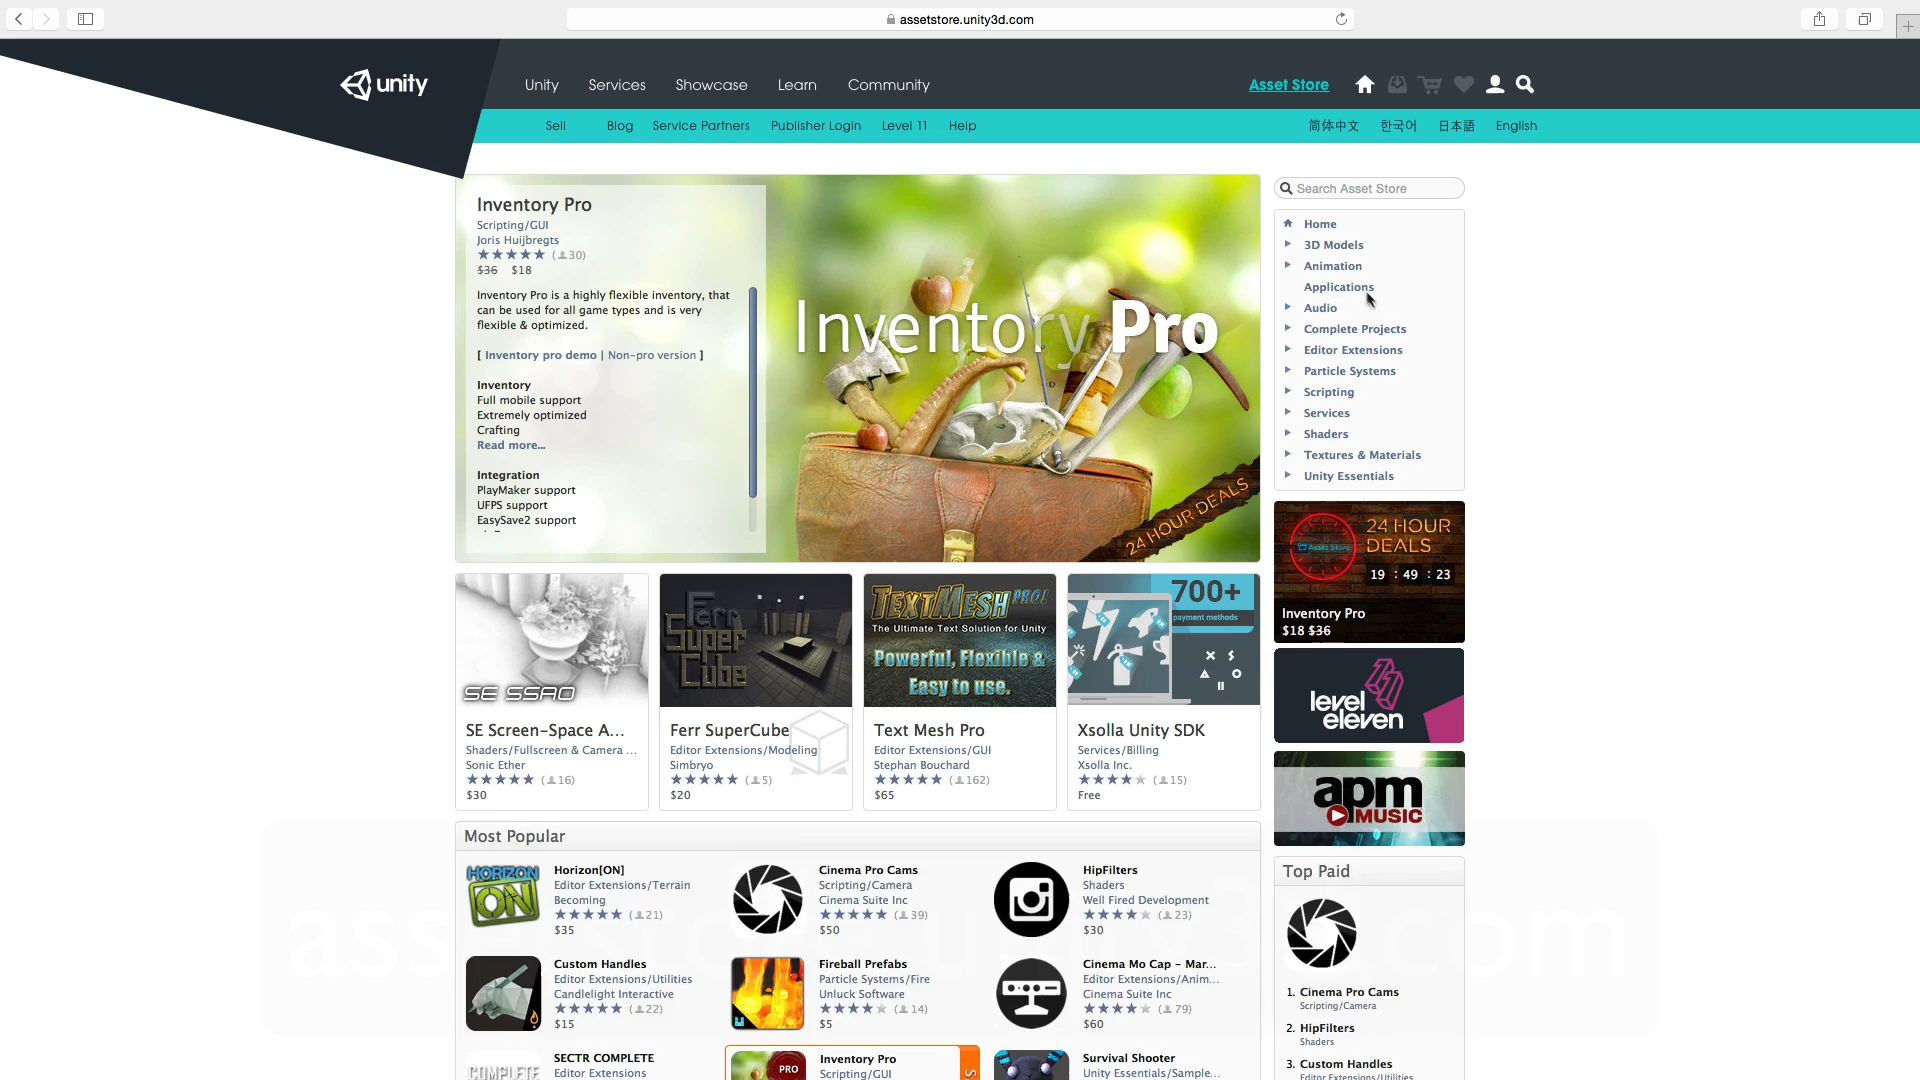 assetstore.unity3d.com
unity
Unity
Services
Showcase
Learn
Community
Asset Store
Sell
Blog
Service Partners
Publisher Login
Level 11
Help
简体中文
한국어
日本語
English
Inventory Pro
Scripting/GUI
Joris Huijbregts
(30)
$36 $18
Inventory Pro is a highly flexible inventory, that
can be used for all game types and is very
flexible & optimized.
[ Inventory pro demo | Non-pro version ]
Inventory
Full mobile support
Extremely optimized
Crafting
Read more...
Integration
PlayMaker support
UFPS support
EasySave2 support
Inventory Pro
24 HOUR DEALS
Search Asset Store
Home
3D Models
Animation
Applications
Audio
Complete Projects
Editor Extensions
Particle Systems
Scripting
Services
Shaders
Textures & Materials
Unity Essentials
24 HOUR
DEALS
Asset Store
19 : 49 : 23
Inventory Pro
$18 $36
level
eleven
apm
MUSIC
SE SSAO
SE Screen-Space A...
Shaders/Fullscreen & Camera ...
Sonic Ether
(16)
$30
Ferr
Super
Cube
Ferr SuperCube
Editor Extensions/Modeling
Simbryo
(5)
$20
TEXTMESH PRO!
The Ultimate Text Solution for Unity
Powerful, Flexible &
Easy to use.
Text Mesh Pro
Editor Extensions/GUI
Stephan Bouchard
(162)
$65
700+
payment methods
Xsolla Unity SDK
Services/Billing
Xsolla Inc.
(15)
Free
Most Popular
HORIZON
ON
Horizon[ON]
Editor Extensions/Terrain
Becoming
(21)
$35
Cinema Pro Cams
Scripting/Camera
Cinema Suite Inc
(39)
$50
HipFilters
Shaders
Well Fired Development
(23)
$30
Custom Handles
Editor Extensions/Utilities
Candlelight Interactive
(22)
$15
Fireball Prefabs
Particle Systems/Fire
Unluck Software
(14)
$5
Cinema Mo Cap - Mar...
Editor Extensions/Anim...
Cinema Suite Inc
(79)
$60
COMPLETE
SECTR COMPLETE
Editor Extensions
PRO
Inventory Pro
Scripting/GUI
S
Survival Shooter
Unity Essentials/Sample...
Top Paid
1. Cinema Pro Cams
Scripting/Camera
2. HipFilters
Shaders
3. Custom Handles
Editor Extensions/Utilities